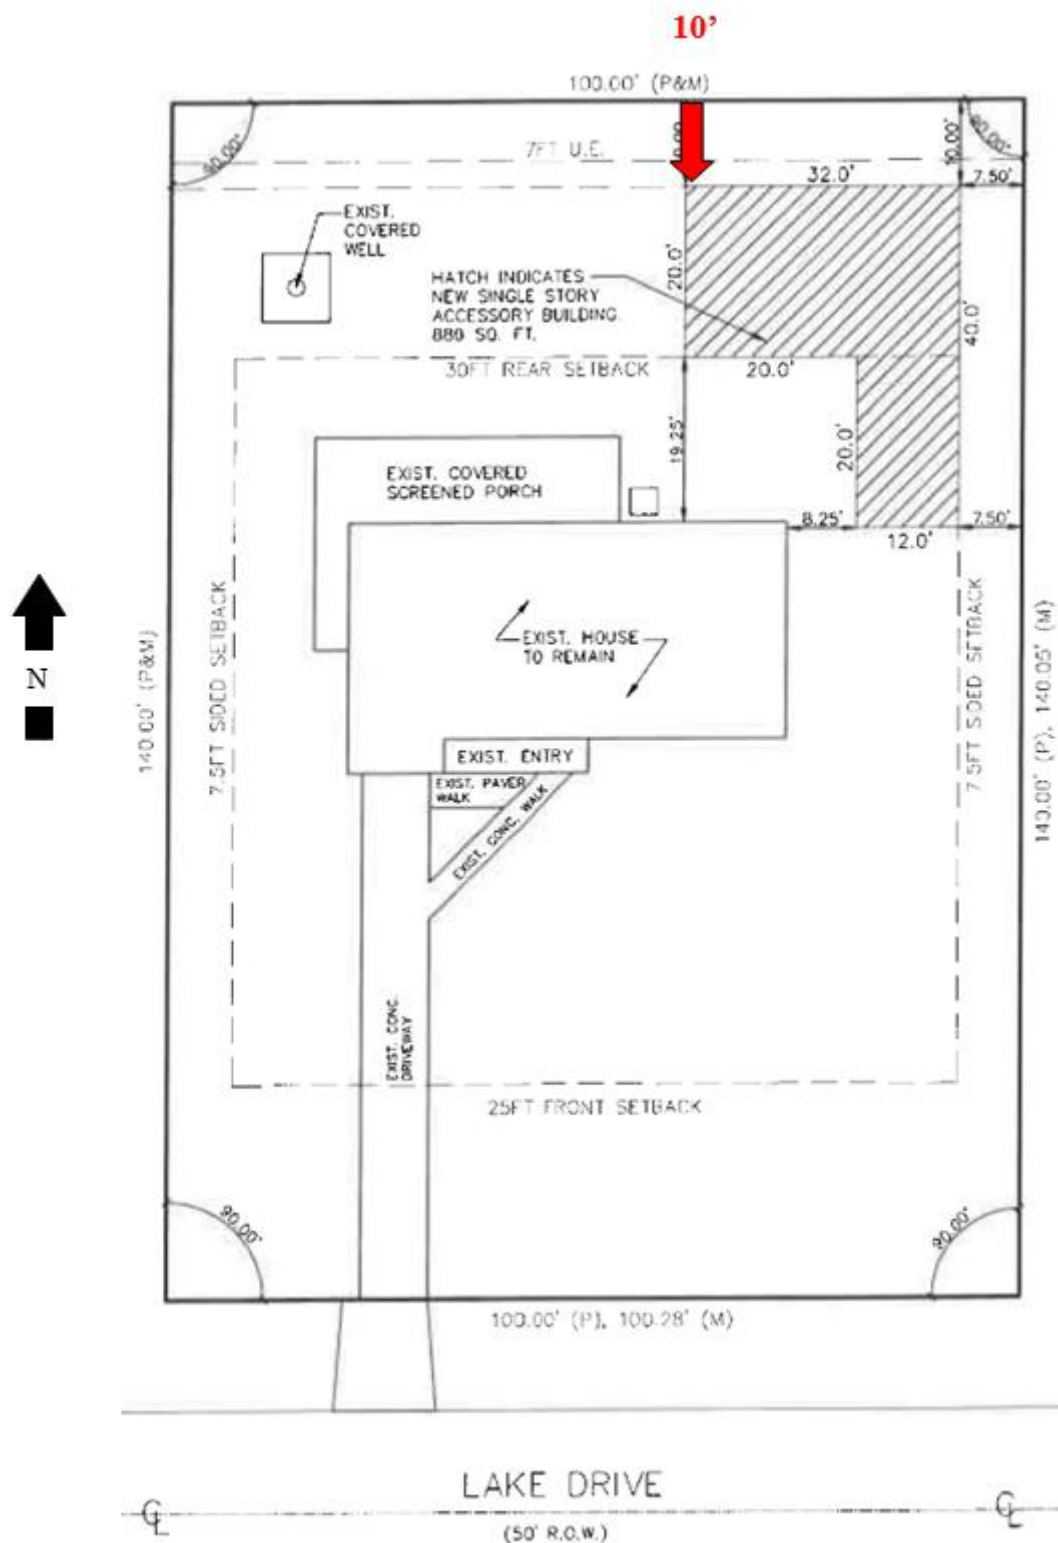 10’
100.00' (P&M)
90.00'
10.00'
90.00'
7FT U.E.
32.0'
7.50'
EXIST.
COVERED
WELL
20.0'
HATCH INDICATES
NEW SINGLE STORY
ACCESSORY BUILDING.
880 SQ. FT.
40.0'
30FT REAR SETBACK
20.0'
19.25'
20.0'
EXIST. COVERED
SCREENED PORCH
8.25'
12.0'
7.50'
N
140.00' (P&M)
7.5FT SIDED SETBACK
EXIST. HOUSE
TO REMAIN
7.5FT SIDED SETBACK
140.00' (P), 140.05' (M)
EXIST. ENTRY
EXIST. PAVER
WALK
EXIST. CONC. WALK
EXIST. CONC.
DRIVEWAY
25FT FRONT SETBACK
90.00'
90.00'
100.00' (P), 100.28' (M)
LAKE DRIVE
CL
CL
(50' R.O.W.)